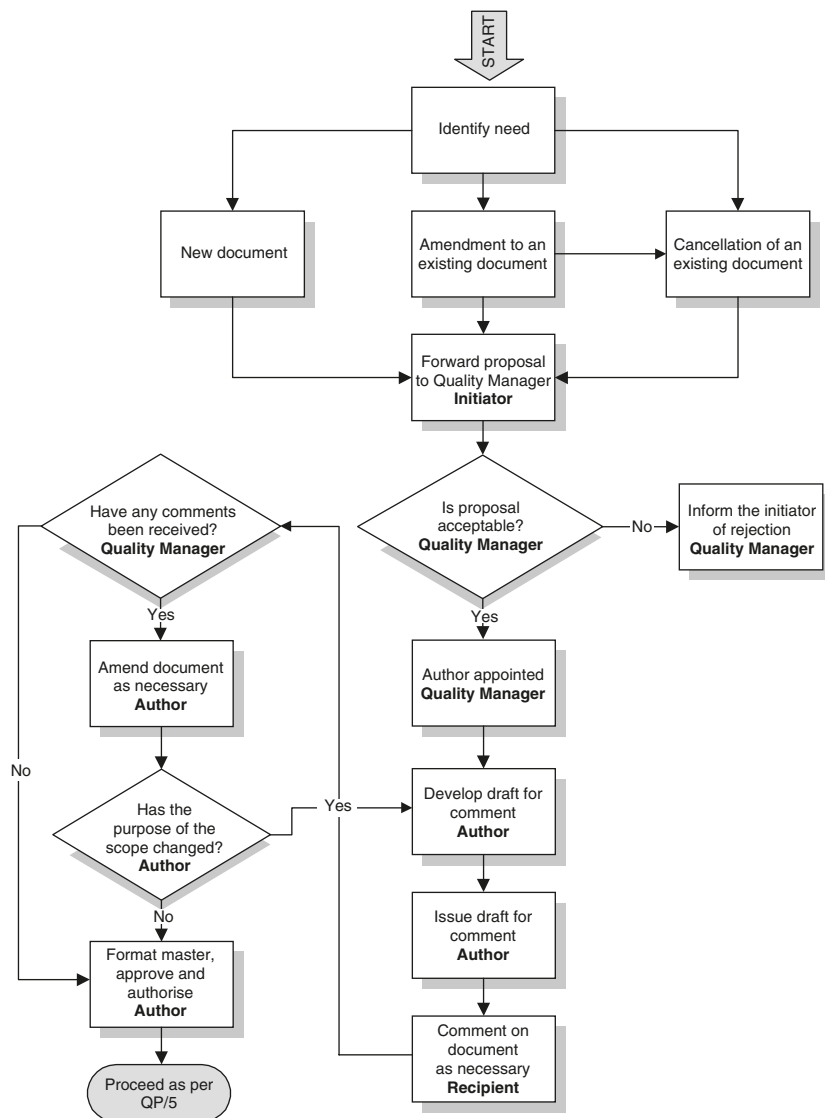 START
Identify need
New document
Amendment to an
existing document
Cancellation of an
existing document
Forward proposal
to Quality Manager
Initiator
Have any comments
been received?
Quality Manager
Is proposal
acceptable?
Quality Manager
No
Inform the initiator
of rejection
Quality Manager
Yes
Yes
Amend document
as necessary
Author
Author appointed
Quality Manager
No
Has the
purpose of the
scope changed?
Author
Yes
Develop draft for
comment
Author
No
Issue draft for
comment
Author
Format master,
approve and
authorise
Author
Comment on
document
as necessary
Recipient
Proceed as per
QP/5